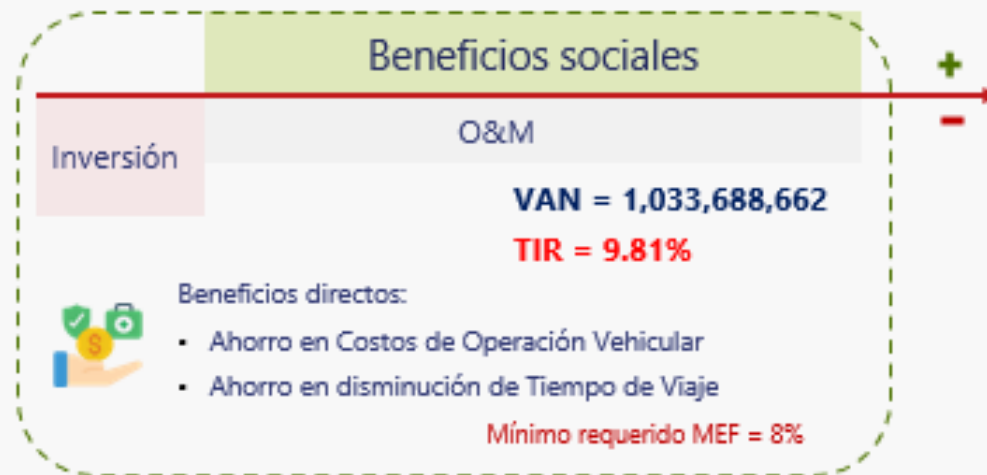 Beneficios sociales
+
-
O&M
Inversión
VAN = 1,033,688,662
TIR = 9.81%
Beneficios directos:
$
▪ Ahorro en Costos de Operación Vehicular
▪ Ahorro en disminución de Tiempo de Viaje
Mínimo requerido MEF = 8%